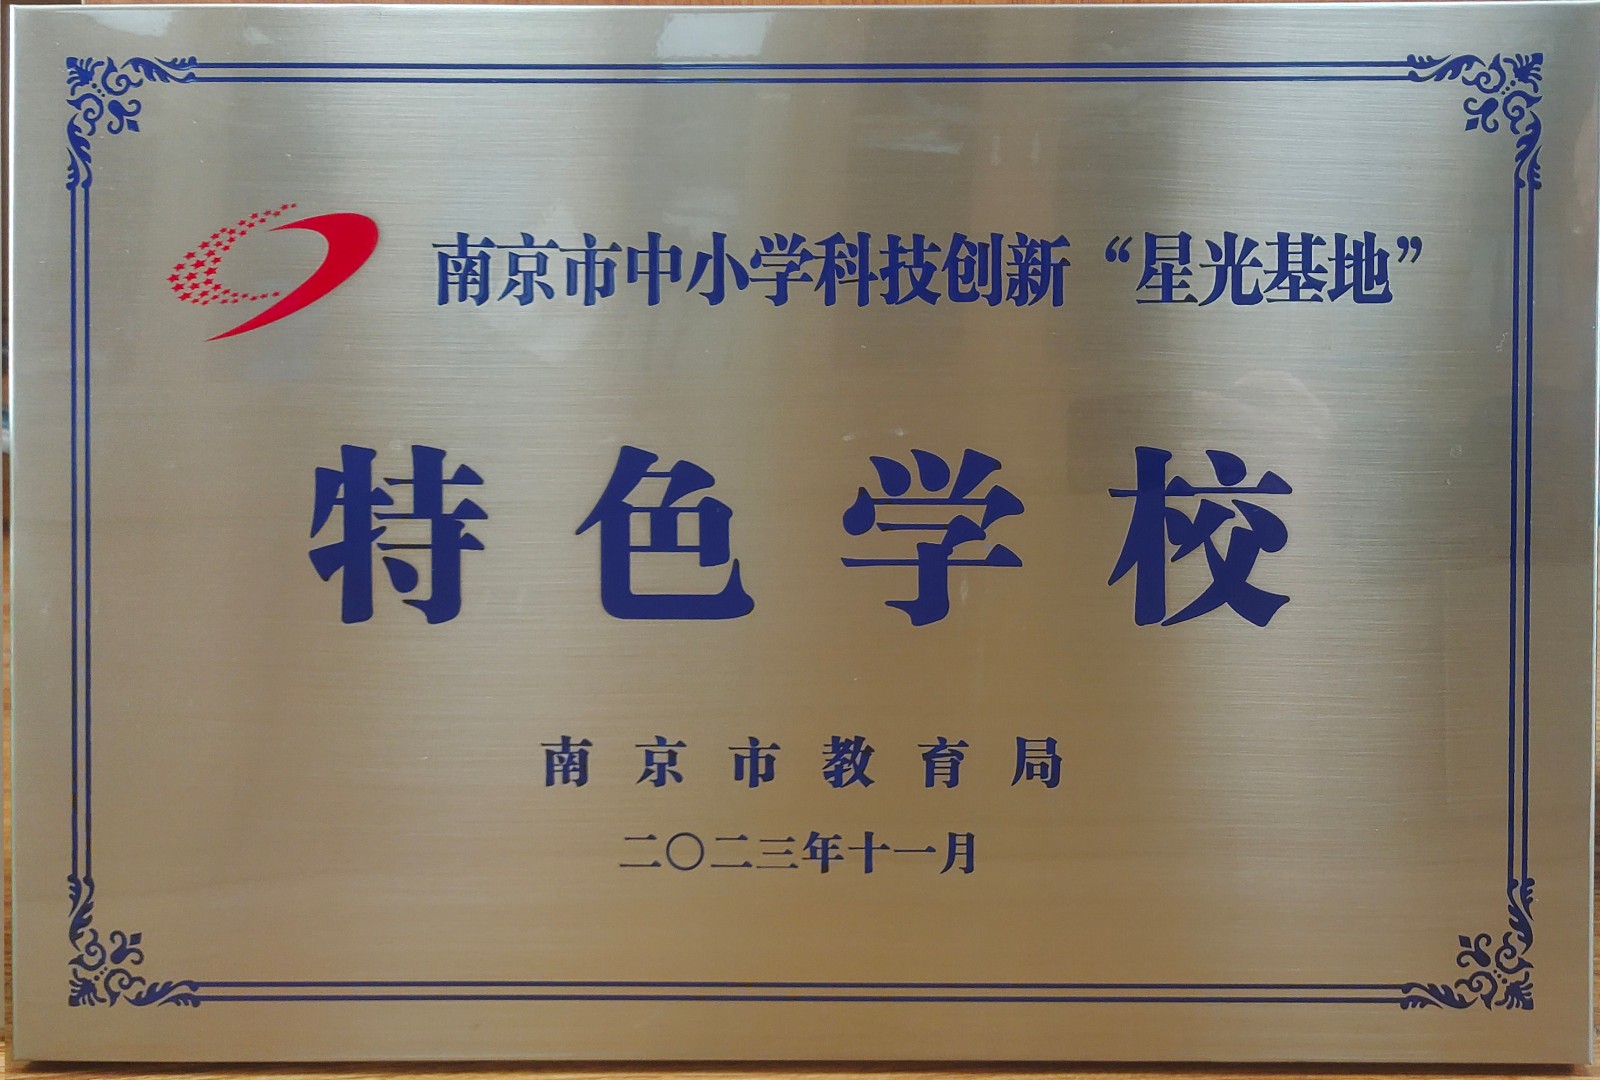 南京市中小学科技创新“星光基地”
特色学校
南京市教育局
二〇二三年十一月